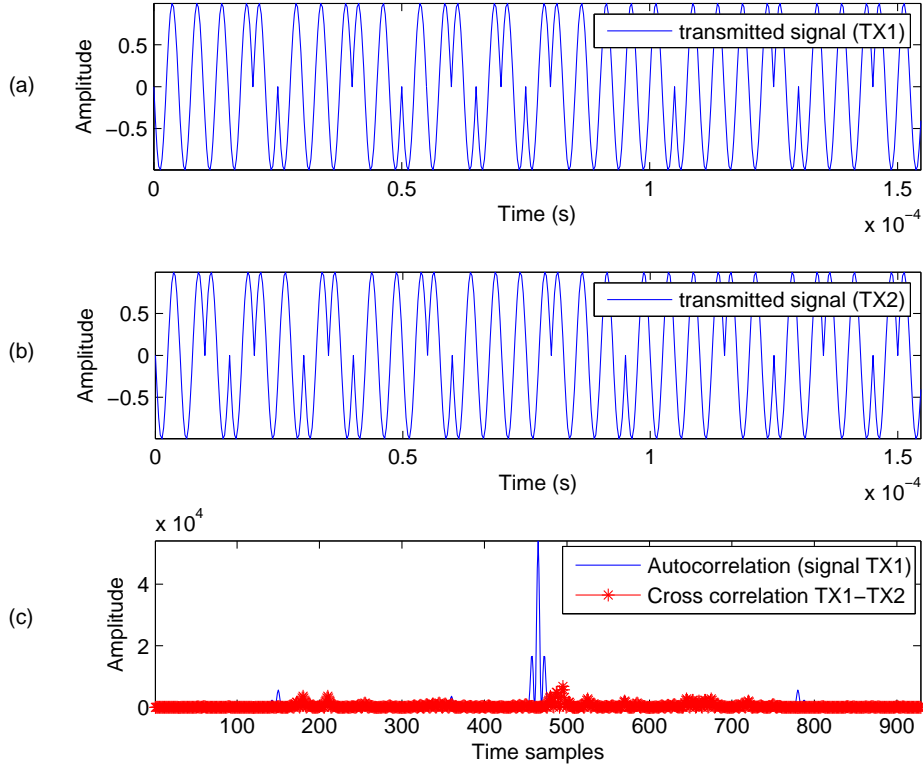 (a)
Amplitude
0.5
0
−0.5
transmitted signal (TX1)
0
0.5
1
1.5
Time (s)
x 10⁻⁴
(b)
Amplitude
0.5
0
−0.5
transmitted signal (TX2)
0
0.5
1
1.5
Time (s)
x 10⁻⁴
(c)
x 10⁴
Amplitude
4
2
0
Autocorrelation (signal TX1)
Cross correlation TX1−TX2
100
200
300
400
500
600
700
800
900
Time samples